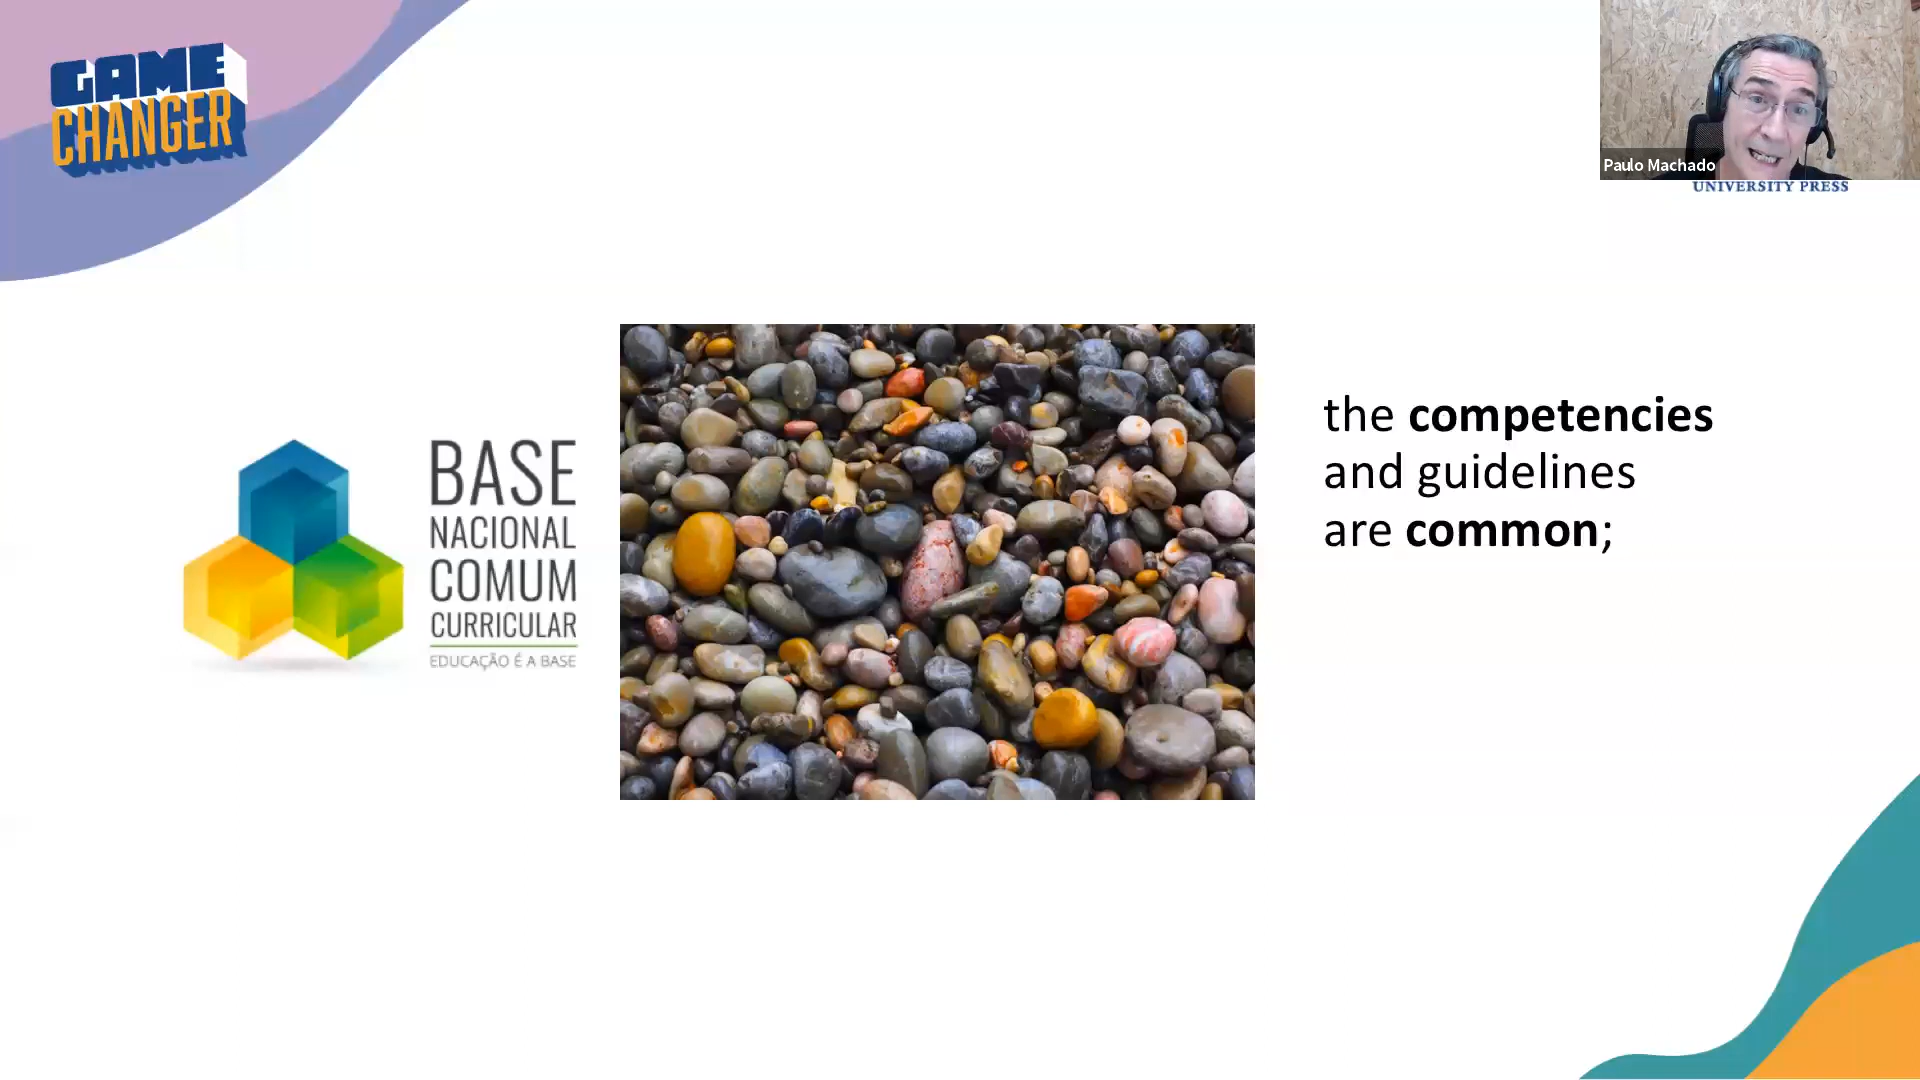 GAME
CHANGER
Paulo Machado
UNIVERSITY PRESS
BASE
NACIONAL
COMUM
CURRICULAR
EDUCAÇÃO É A BASE
the competencies
and guidelines
are common;